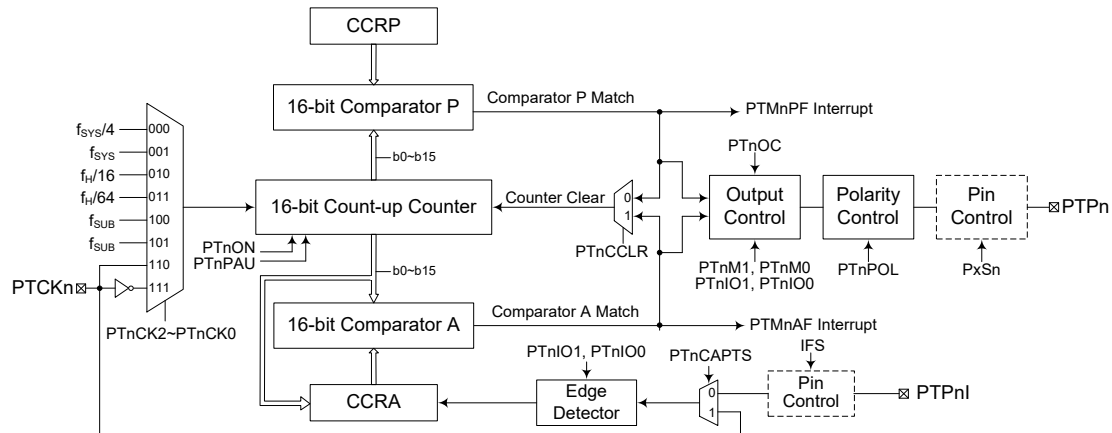 CCRP
16-bit Comparator P
Comparator P Match
PTMnPF Interrupt
fSYS/4
000
fSYS
001
fH/16
010
fH/64
011
fSUB
100
fSUB
101
110
111
PTCKn
PTnCK2~PTnCK0
b0~b15
16-bit Count-up Counter
PTnON
PTnPAU
Counter Clear
0
1
PTnCCLR
PTnOC
Output
Control
PTnM1, PTnM0
PTnIO1, PTnIO0
Polarity
Control
PTnPOL
Pin
Control
PxSn
PTPn
b0~b15
16-bit Comparator A
Comparator A Match
PTMnAF Interrupt
CCRA
PTnIO1, PTnIO0
Edge
Detector
PTnCAPTS
0
1
IFS
Pin
Control
PTPnI